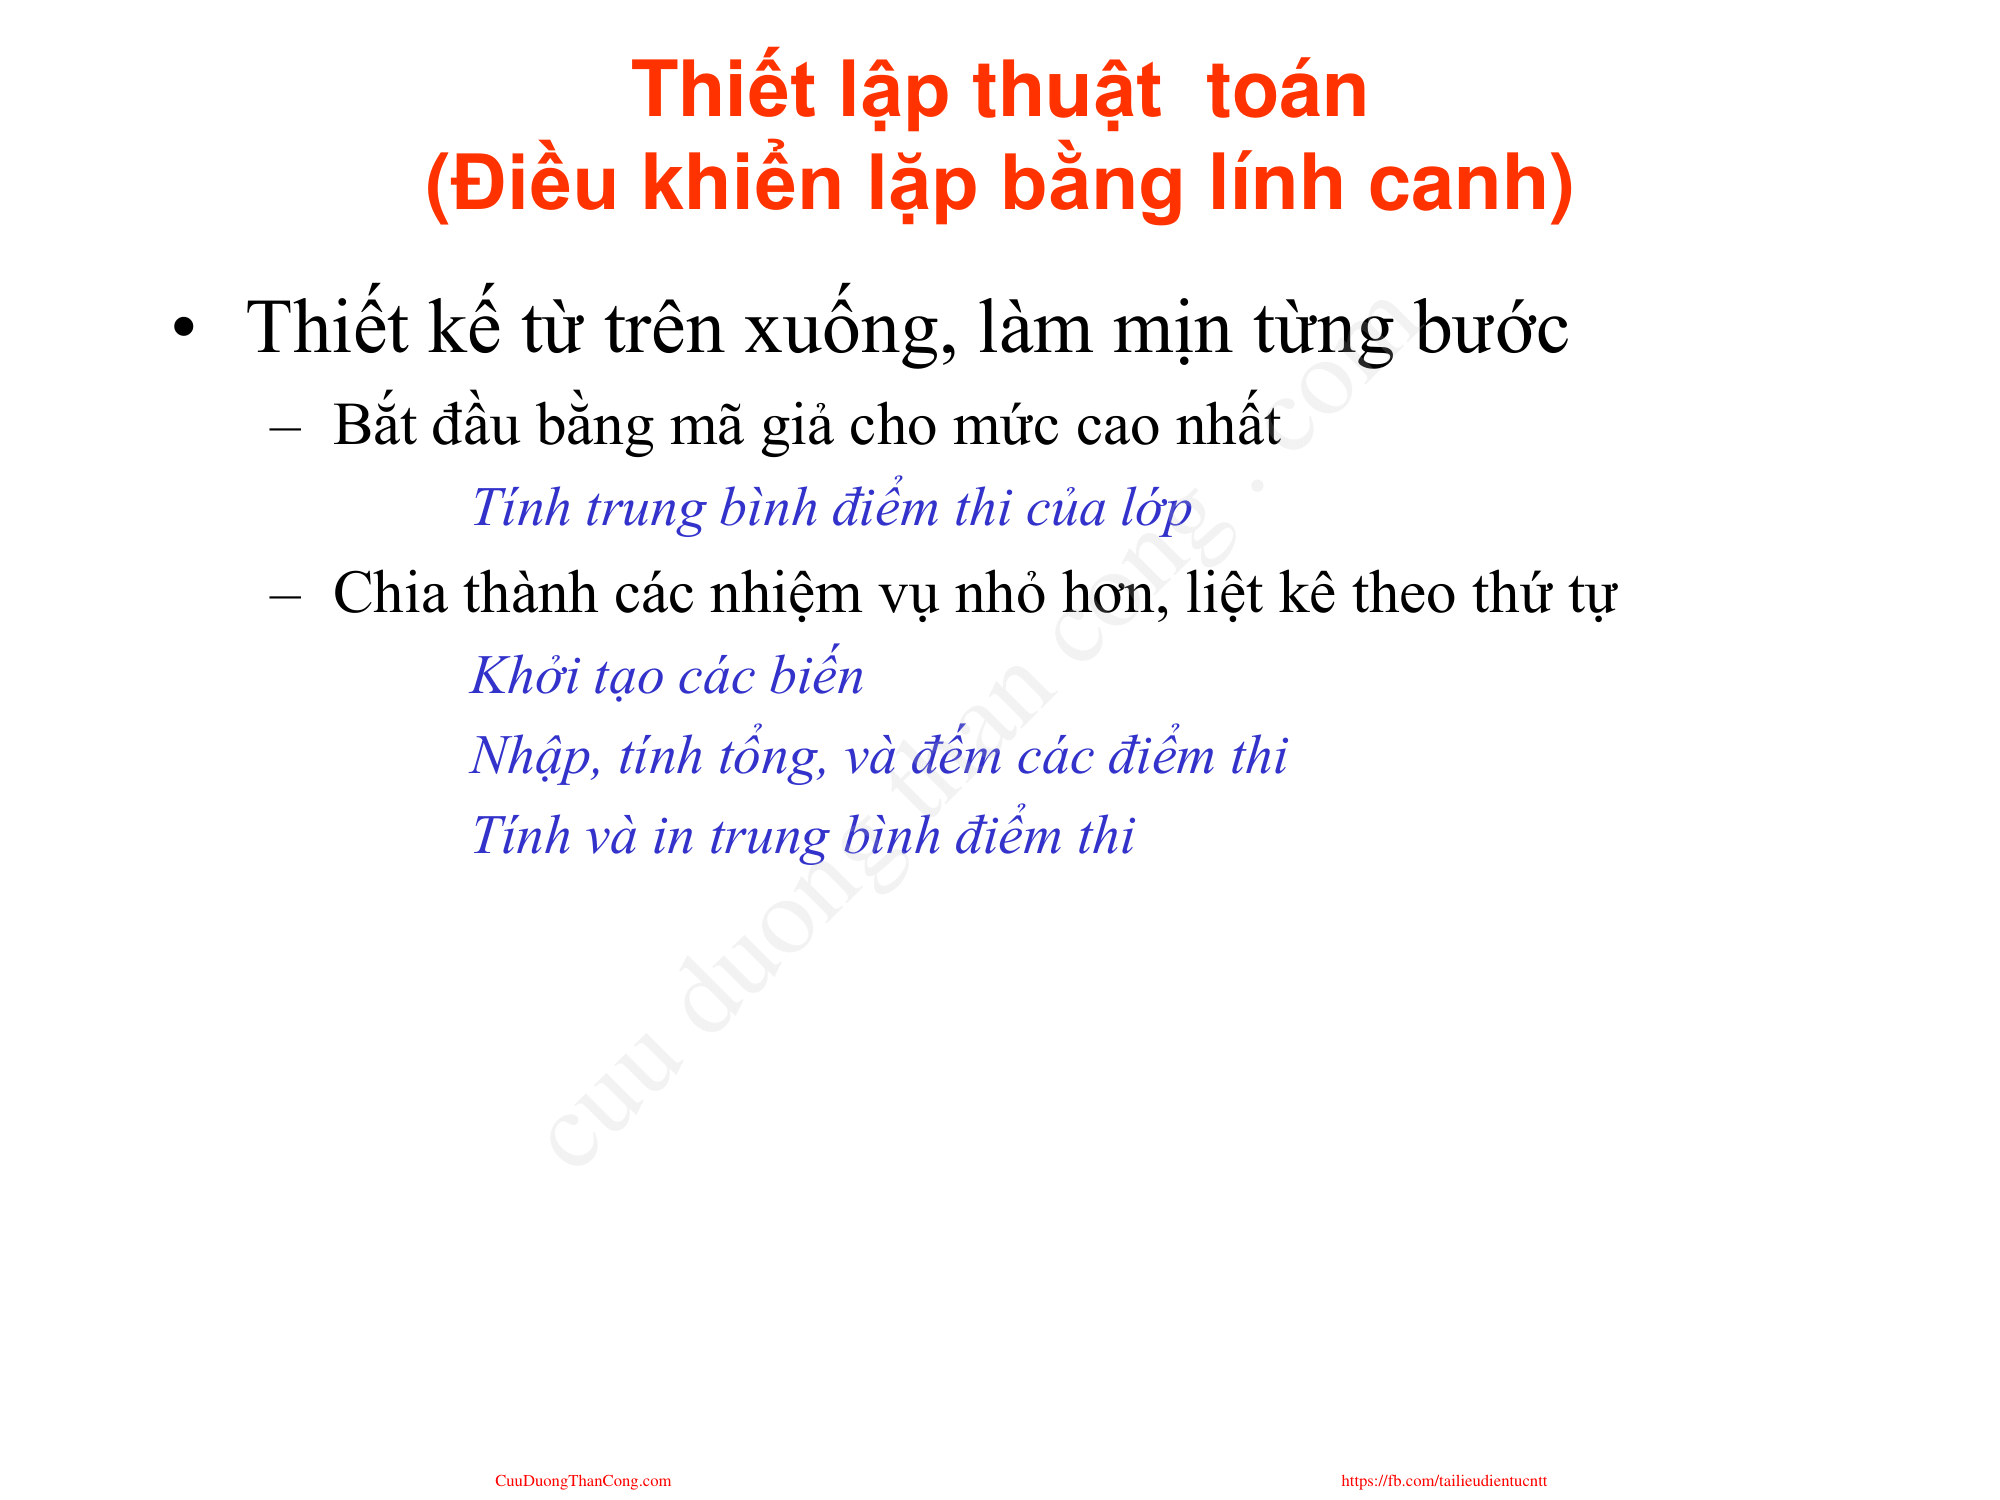 Thiết lập thuật toán
(Điều khiển lặp bằng lính canh)
• Thiết kế từ trên xuống, làm mịn từng bước
– Bắt đầu bằng mã giả cho mức cao nhất
Tính trung bình điểm thi của lớp
– Chia thành các nhiệm vụ nhỏ hơn, liệt kê theo thứ tự
Khởi tạo các biến
Nhập, tính tổng, và đếm các điểm thi
Tính và in trung bình điểm thi
cuu duong than cong . com
CuuDuongThanCong.com
https://fb.com/tailieudientucntt